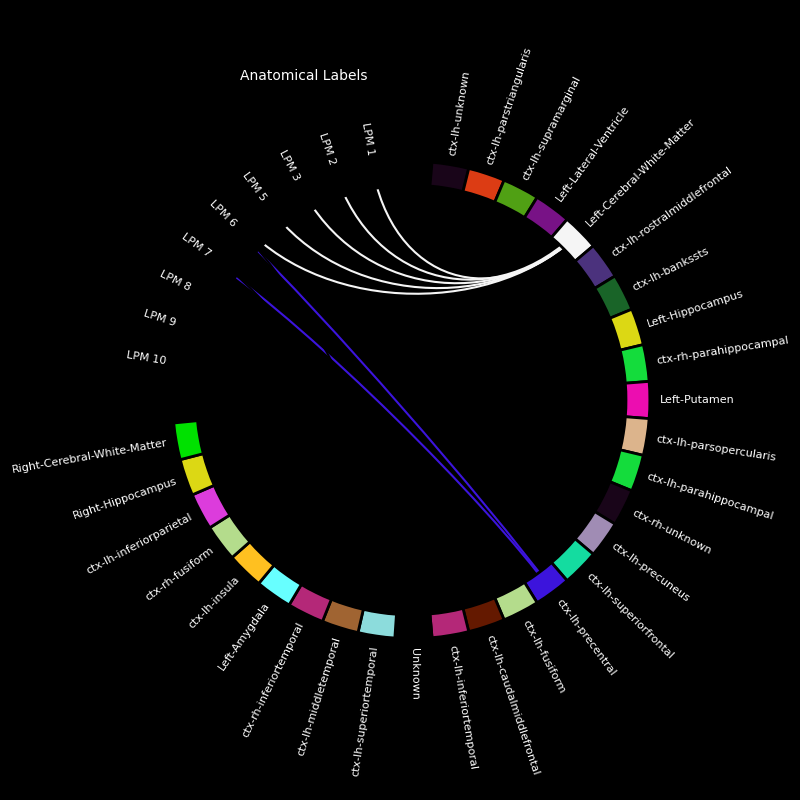 Anatomical Labels
ctx-lh-unknown
ctx-lh-parstriangularis
ctx-lh-supramarginal
Left-Lateral-Ventricle
Left-Cerebral-White-Matter
ctx-lh-rostralmiddlefrontal
ctx-lh-bankssts
Left-Hippocampus
ctx-rh-parahippocampal
Left-Putamen
ctx-lh-parsopercularis
ctx-lh-parahippocampal
ctx-rh-unknown
ctx-lh-precuneus
ctx-lh-superiorfrontal
ctx-lh-precentral
ctx-lh-fusiform
ctx-lh-caudalmiddlefrontal
ctx-lh-inferiortemporal
Unknown
ctx-lh-superiortemporal
ctx-lh-middletemporal
ctx-rh-inferiortemporal
Left-Amygdala
ctx-lh-insula
ctx-rh-fusiform
ctx-lh-inferiorparietal
Right-Hippocampus
Right-Cerebral-White-Matter
LPM 10
LPM 9
LPM 8
LPM 7
LPM 6
LPM 5
LPM 3
LPM 2
LPM 1